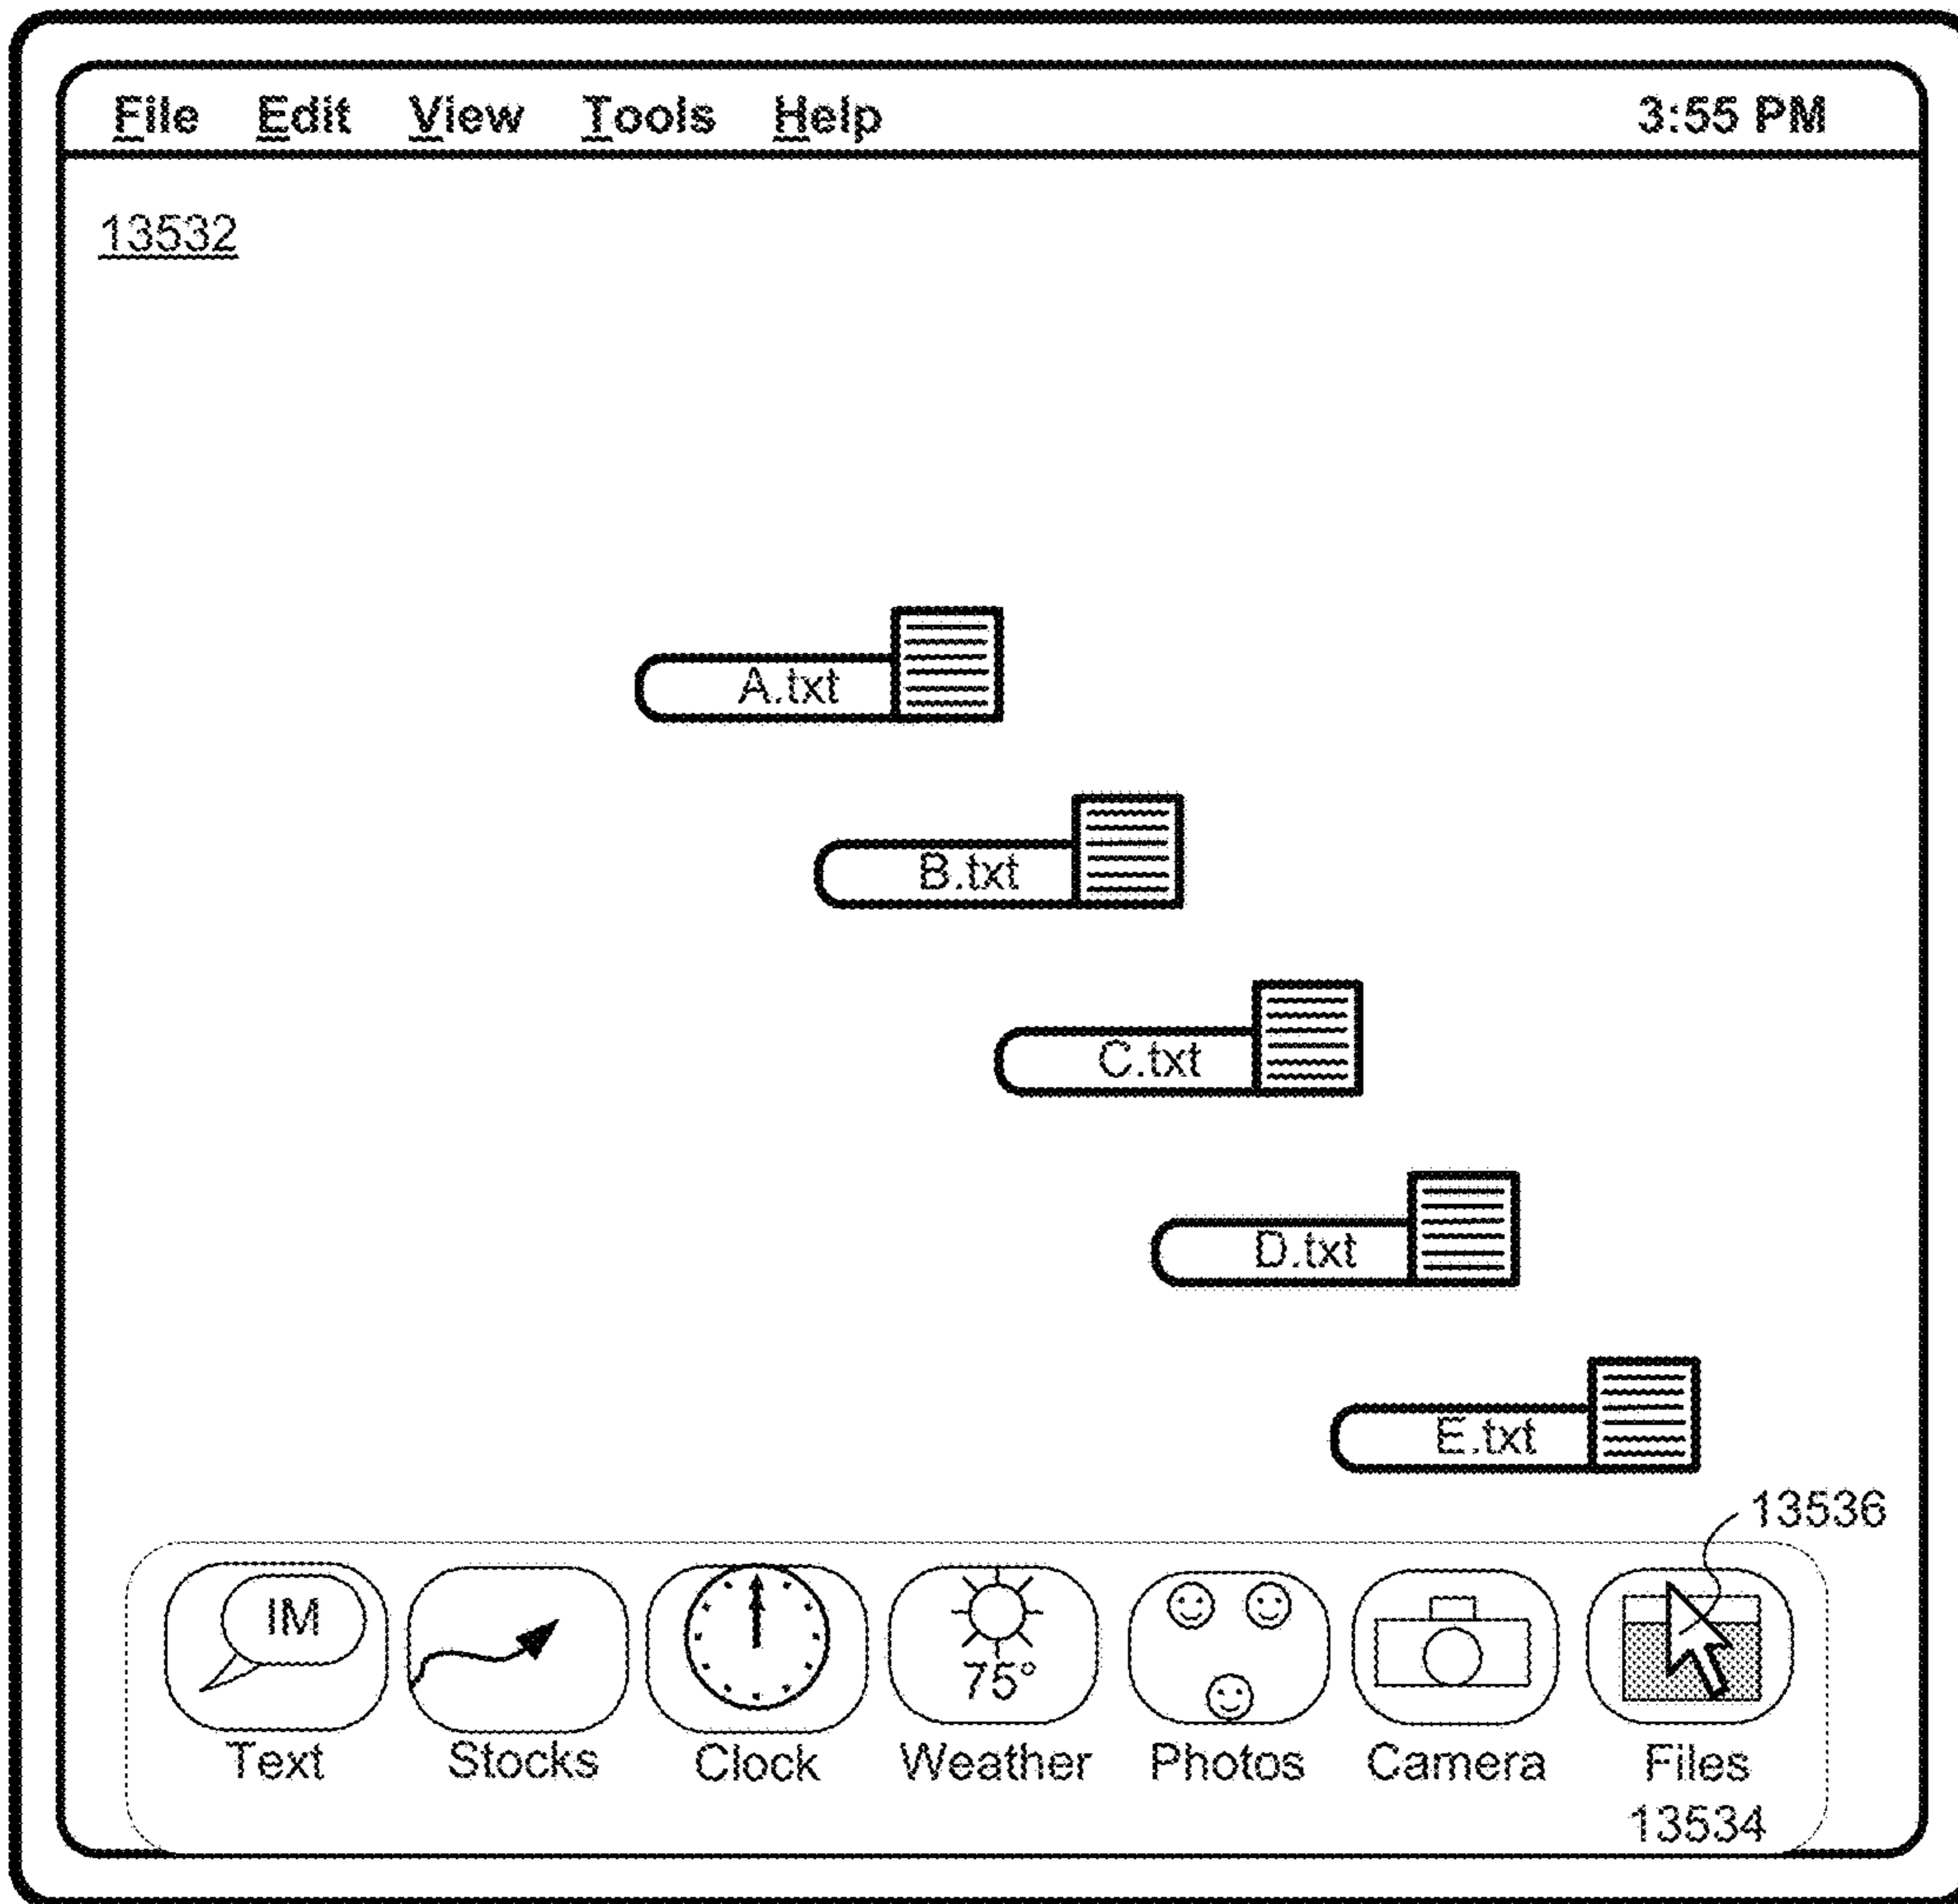 File Edit View Tools Help 3:55 PM
13532
A.txt
B.txt
C.txt
D.txt
E.txt
13536
IM
75°
Text Stocks Clock Weather Photos Camera Files
13534